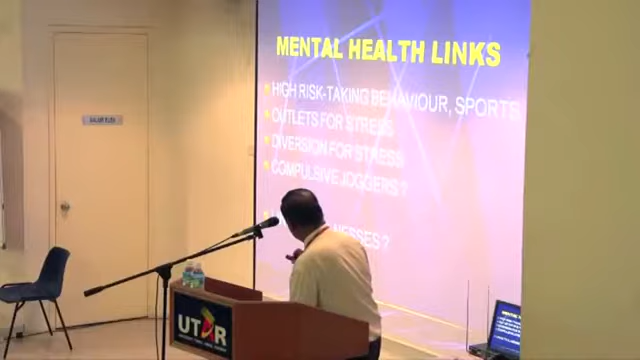 MENTAL HEALTH LINKS
HIGH RISK-TAKING BEHAVIOUR, SPORTS
OUTLETS FOR STRESS
DIVERSION FOR STRESS
COMPULSIVE JOGGERS ?
UTAR